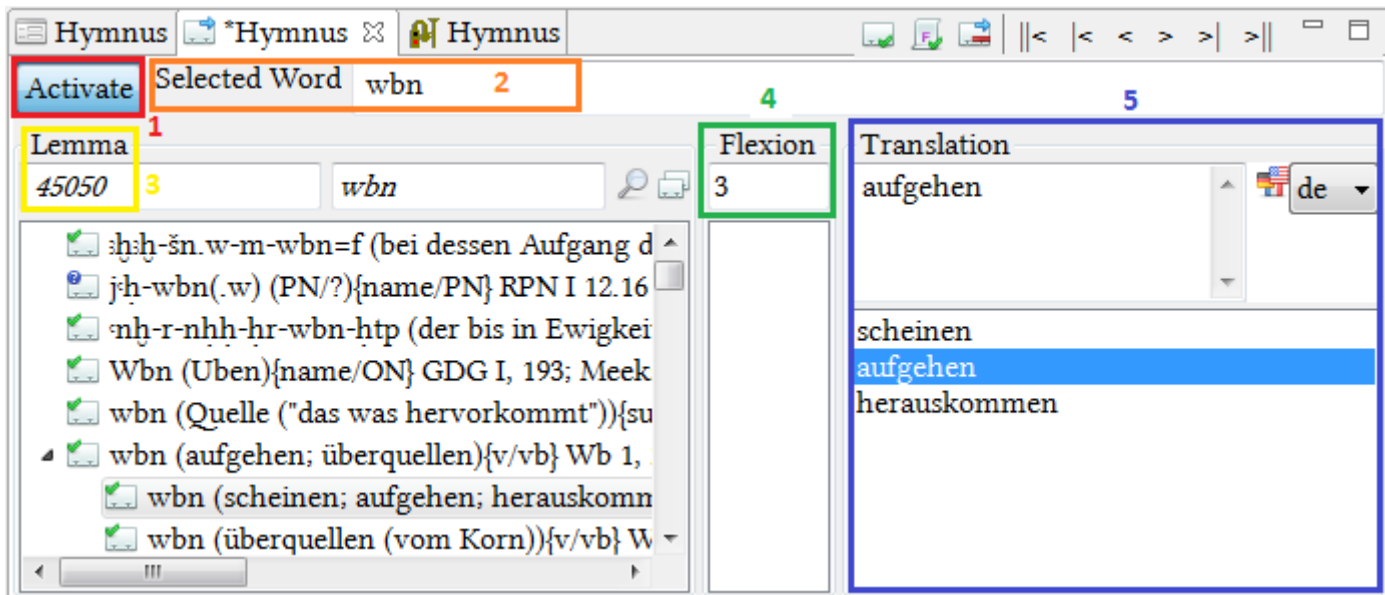 Hymnus *Hymnus Hymnus ||< |< < > >| >||
Activate Selected Word wbn 2
1 4 5
Lemma Flexion Translation
45050 3 wbn 3 aufgehen de
ꜣḫꜣḫ-šn.w-m-wbn=f (bei dessen Aufgang d
jꜥḥ-wbn(.w) (PN/?){name/PN} RPN I 12.16
ꜥnḫ-r-nḥḥ-ḥr-wbn-ḥtp (der bis in Ewigkei
scheinen
Wbn (Uben){name/ON} GDG I, 193; Meek
aufgehen
wbn (Quelle ("das was hervorkommt")){su
herauskommen
wbn (aufgehen; überquellen){v/vb} Wb 1,
wbn (scheinen; aufgehen; herauskomm
wbn (überquellen (vom Korn)){v/vb} W